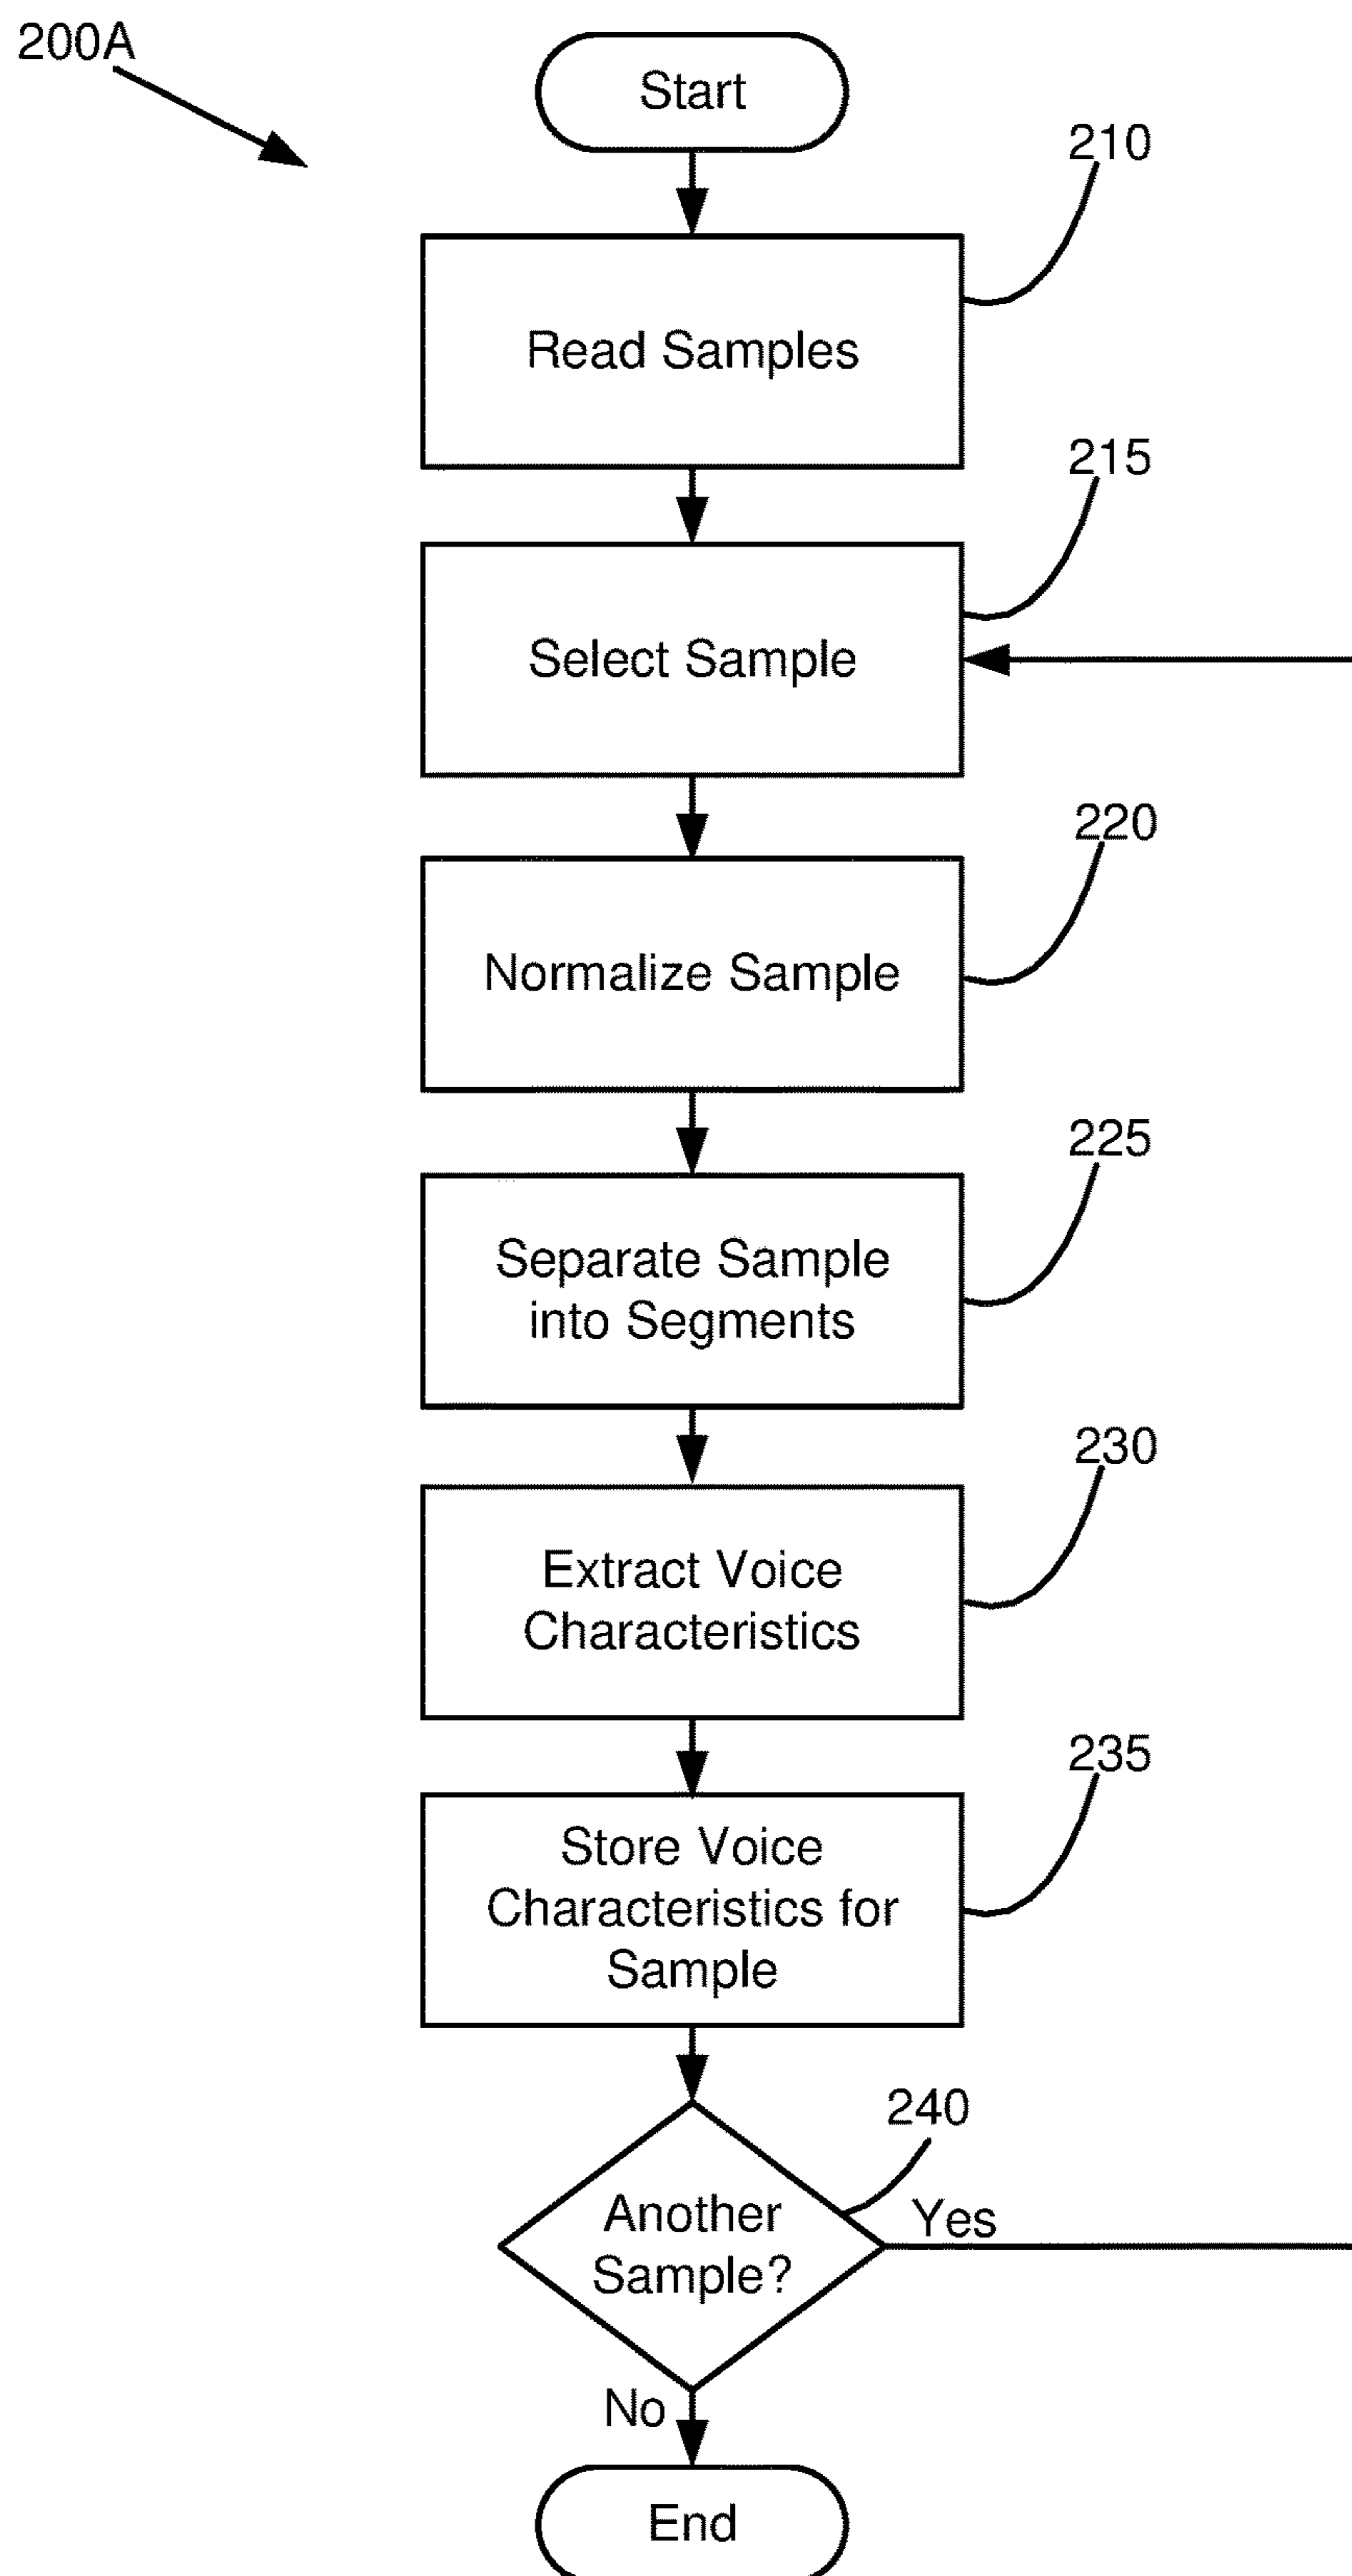 200A
Start
210
Read Samples
215
Select Sample
220
Normalize Sample
225
Separate Sample
into Segments
230
Extract Voice
Characteristics
235
Store Voice
Characteristics for
Sample
240
Another
Sample?
Yes
No
End